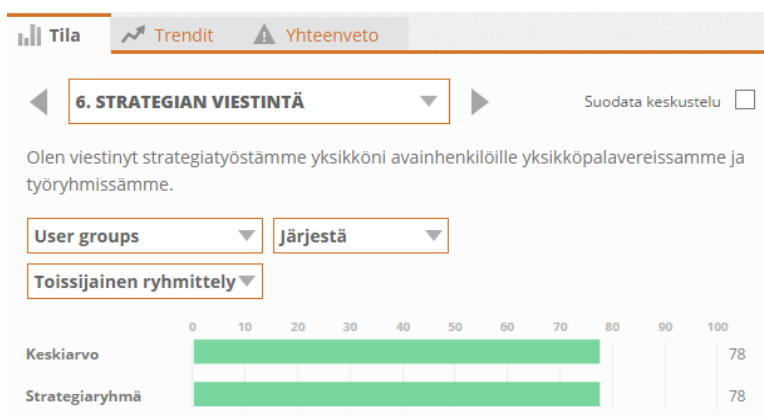 Tila Trendit Yhteenveto
6. STRATEGIAN VIESTINTÄ Suodata keskustelu
Olen viestinyt strategiatyöstämme yksikköni avainhenkilöille yksikköpalavereissamme ja
työryhmissämme.
User groups Järjestä
Toissijainen ryhmittely
0 10 20 30 40 50 60 70 80 90 100
Keskiarvo 78
Strategiaryhmä 78